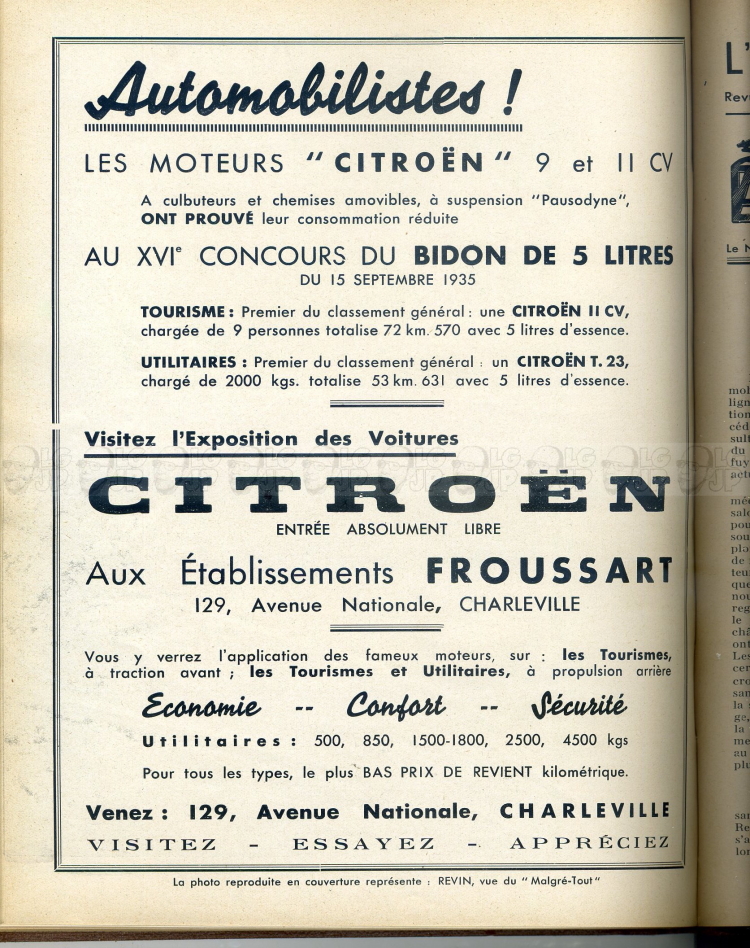 Automobilistes !
LES MOTEURS "CITROËN" 9 et 11 CV
A culbuteurs et chemises amovibles, à suspension "Pausodyne",
ONT PROUVÉ leur consommation réduite
AU XVIe CONCOURS DU BIDON DE 5 LITRES
DU 15 SEPTEMBRE 1935
TOURISME : Premier du classement général : une CITROËN 11 CV,
chargée de 9 personnes totalise 72 km. 570 avec 5 litres d'essence.
UTILITAIRES : Premier du classement général : un CITROËN T. 23,
chargé de 2000 kgs. totalise 53 km. 631 avec 5 litres d'essence.
Visitez l'Exposition des Voitures
CITROËN
ENTRÉE ABSOLUMENT LIBRE
Aux Établissements FROUSSART
129, Avenue Nationale, CHARLEVILLE
Vous y verrez l'application des fameux moteurs, sur : les Tourismes,
à traction avant ; les Tourismes et Utilitaires, à propulsion arrière
Economie -- Confort -- Sécurité
Utilitaires : 500, 850, 1500-1800, 2500, 4500 kgs
Pour tous les types, le plus BAS PRIX DE REVIENT kilométrique.
Venez : 129, Avenue Nationale, CHARLEVILLE
VISITEZ - ESSAYEZ - APPRÉCIEZ
La photo reproduite en couverture représente : REVIN, vue du "Malgré-Tout"